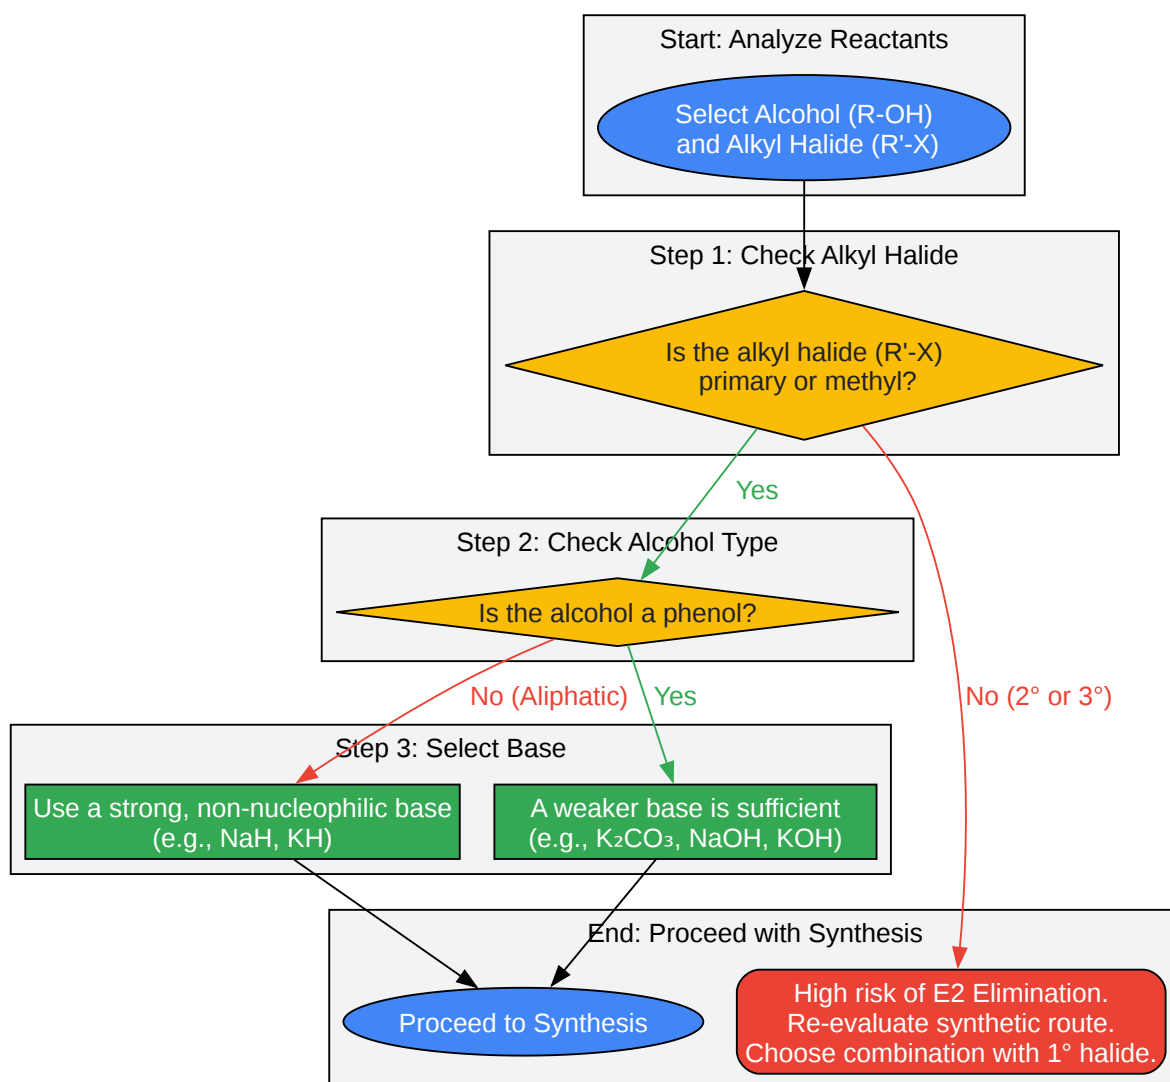 Start: Analyze Reactants
Select Alcohol (R-OH)
and Alkyl Halide (R'-X)
Step 1: Check Alkyl Halide
Is the alkyl halide (R'-X)
primary or methyl?
Yes
Step 2: Check Alcohol Type
Is the alcohol a phenol?
No (Aliphatic)
Yes
No (2° or 3°)
Step 3: Select Base
Use a strong, non-nucleophilic base
(e.g., NaH, KH)
A weaker base is sufficient
(e.g., K₂CO₃, NaOH, KOH)
End: Proceed with Synthesis
Proceed to Synthesis
High risk of E2 Elimination.
Re-evaluate synthetic route.
Choose combination with 1° halide.